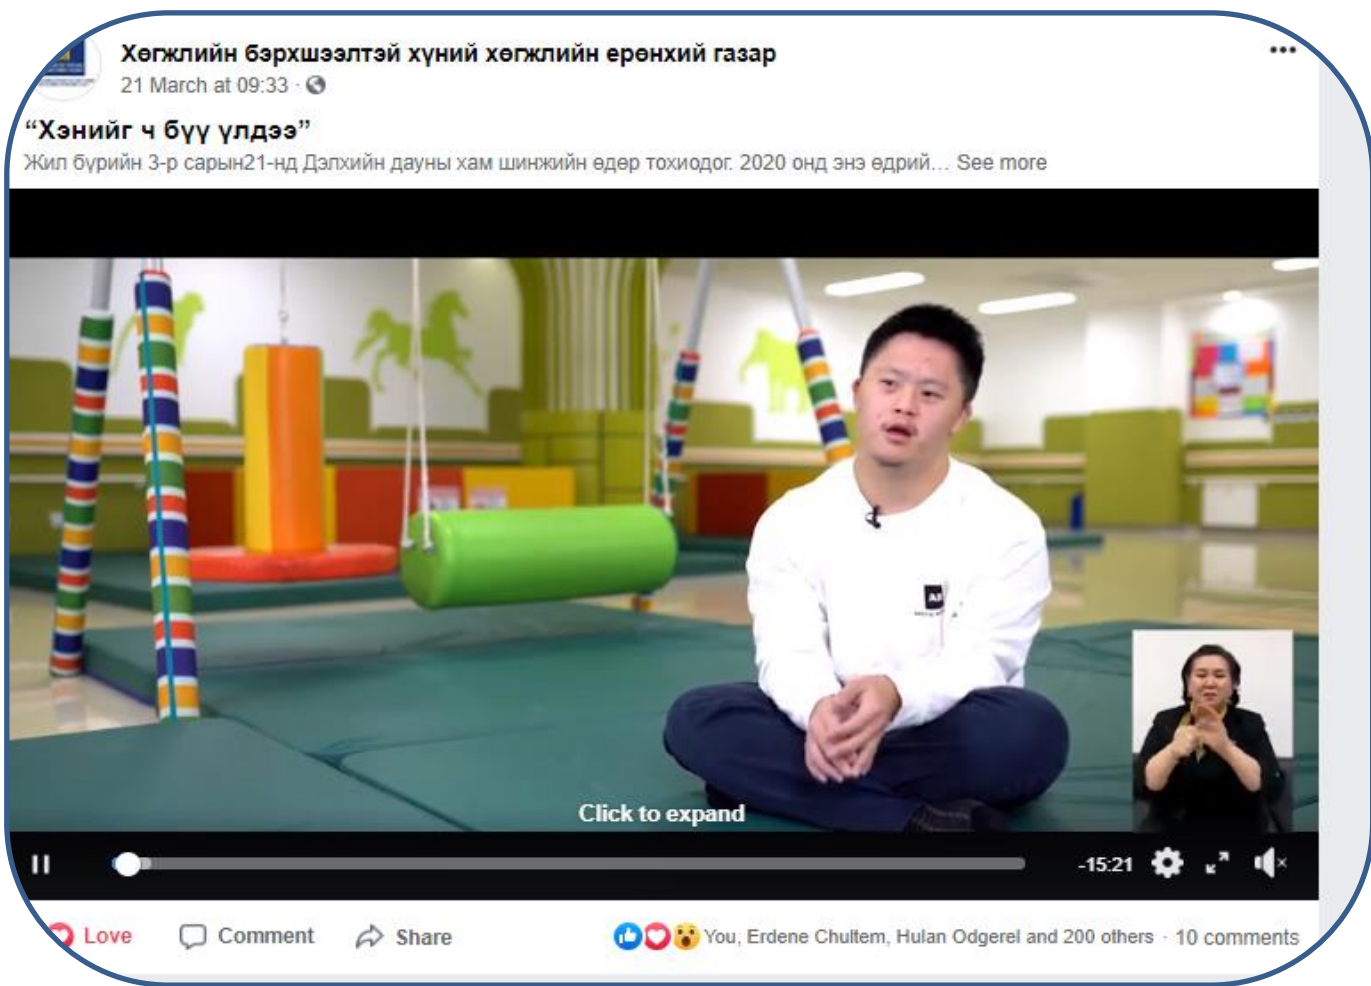 Хөгжлийн бэрхшээлтэй хүний хөгжлийн ерөнхий газар
21 March at 09:33 ·
“Хэнийг ч бүү үлдээ”
Жил бүрийн 3-р сарын21-нд Дэлхийн дауны хам шинжийн өдөр тохиодог. 2020 онд энэ өдрий... See more
Click to expand
-15:21
Love Comment Share You, Erdene Chultem, Hulan Odgerel and 200 others · 10 comments